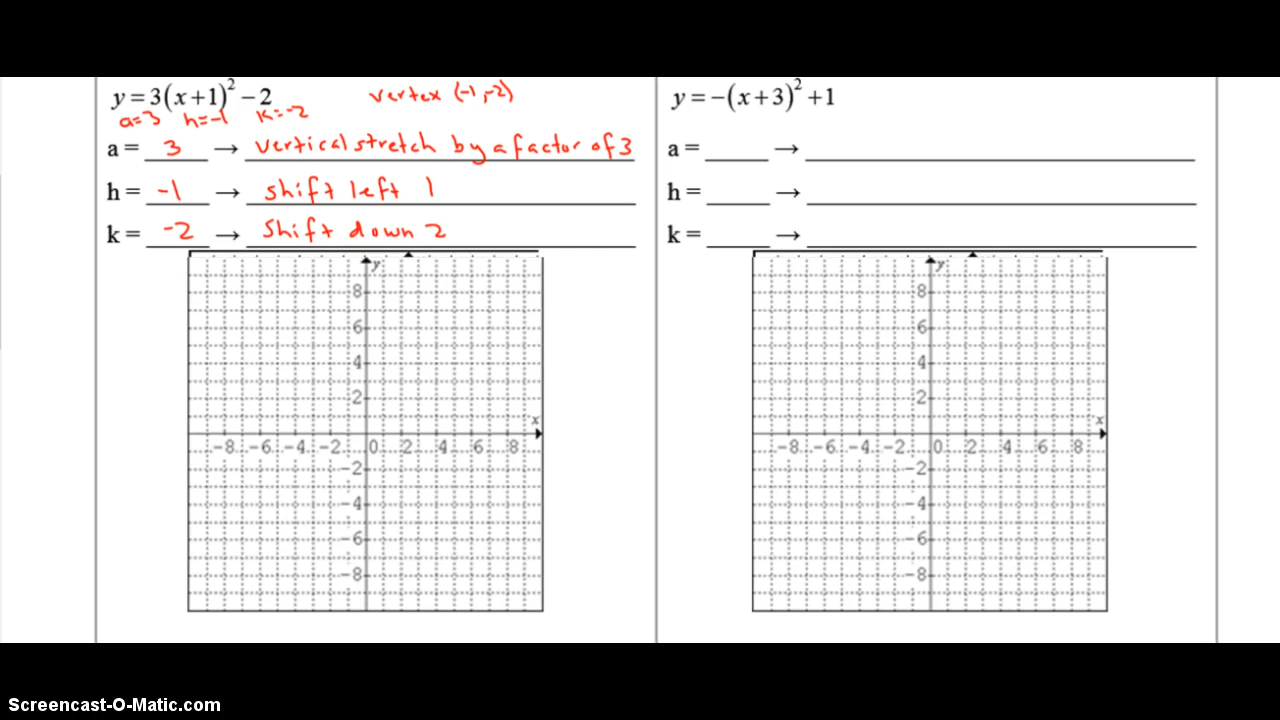 y = 3(x+1)² − 2
vertex (-1,-2)
a=3 h=-1 k=-2
a = 3 → vertical stretch by a factor of 3
h = -1 → shift left 1
k = -2 → Shift down 2
y
8
6
4
2
x
−8 −6 −4 −2 0 2 4 6 8
−2
−4
−6
−8
y = −(x+3)² + 1
a = ____ →
h = ____ →
k = ____ →
y
8
6
4
2
x
−8 −6 −4 −2 0 2 4 6 8
−2
−4
−6
−8
Screencast-O-Matic.com